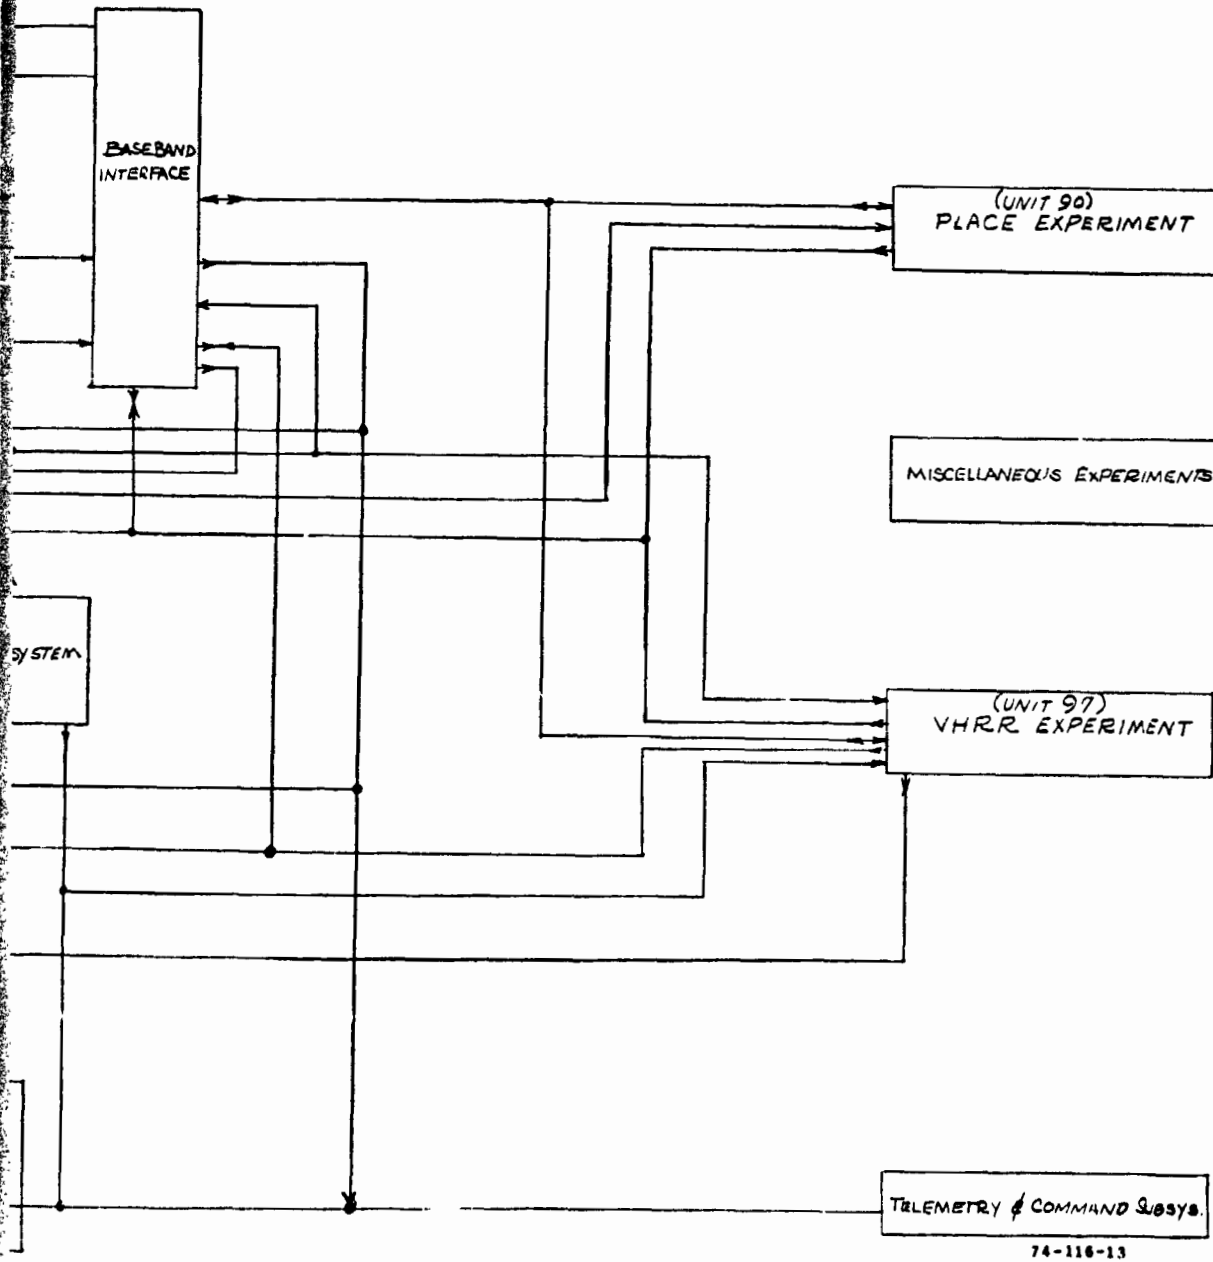 BASEBAND
INTERFACE
(UNIT 90)
PLACE EXPERIMENT
MISCELLANEOUS EXPERIMENTS
SYSTEM
(UNIT 97)
VHRR EXPERIMENT
TELEMETRY & COMMAND SUBSYS.
74-116-13